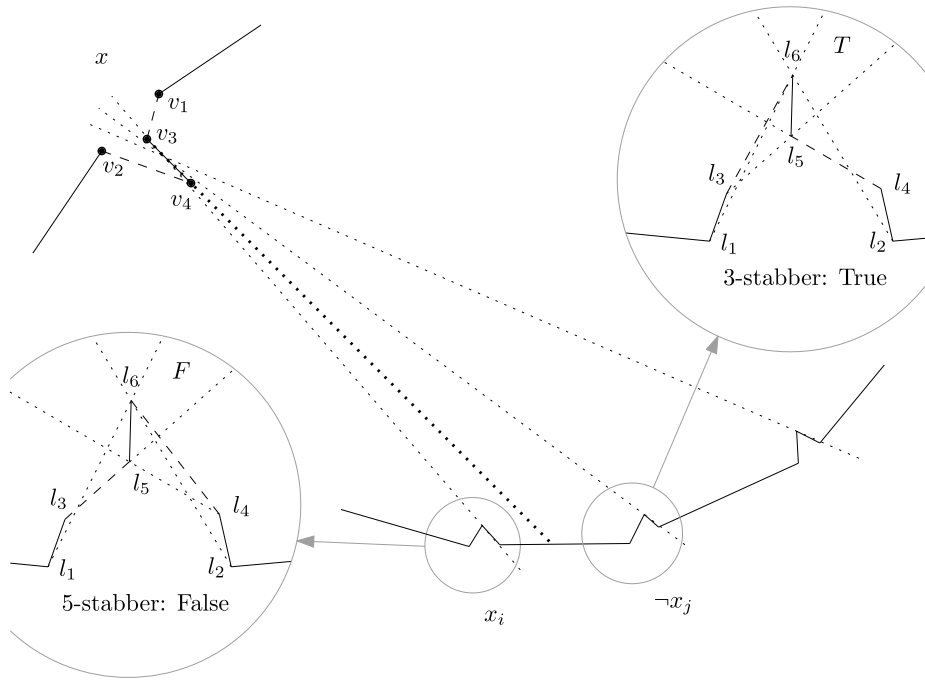 x
v1
v3
v2
v4
T
l6
l5
l3
l4
l1
l2
3-stabber: True
F
l6
l5
l3
l4
l1
l2
5-stabber: False
xi
¬xj